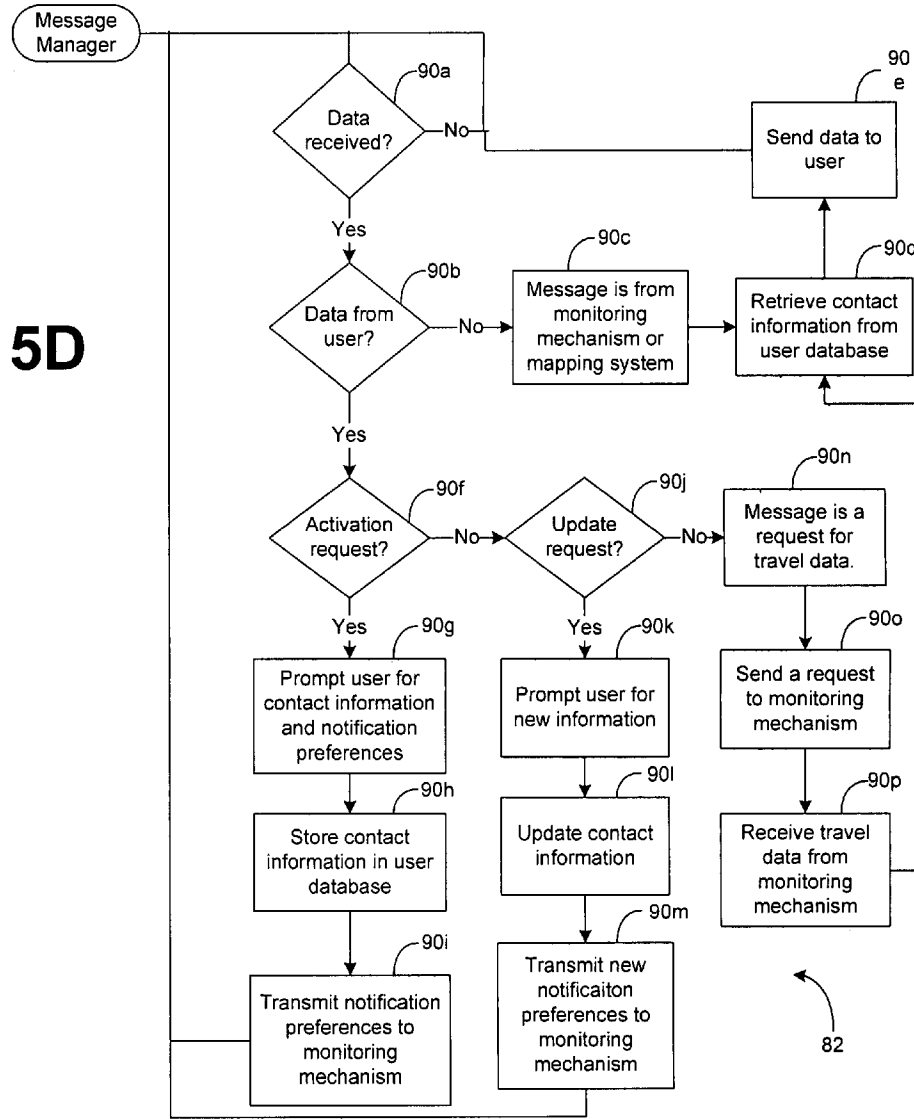 Message
Manager
90a
Data
received?
No
90
e
Send data to
user
Yes
90b
Data from
user?
No
90c
Message is from
monitoring
mechanism or
mapping system
90d
Retrieve contact
information from
user database
5D
Yes
90f
Activation
request?
No
90j
Update
request?
No
90n
Message is a
request for
travel data.
Yes
90g
Prompt user for
contact information
and notification
preferences
Yes
90k
Prompt user for
new information
90o
Send a request
to monitoring
mechanism
90h
Store contact
information in user
database
90l
Update contact
information
90p
Receive travel
data from
monitoring
mechanism
90i
Transmit notification
preferences to
monitoring
mechanism
90m
Transmit new
notificaiton
preferences to
monitoring
mechanism
82